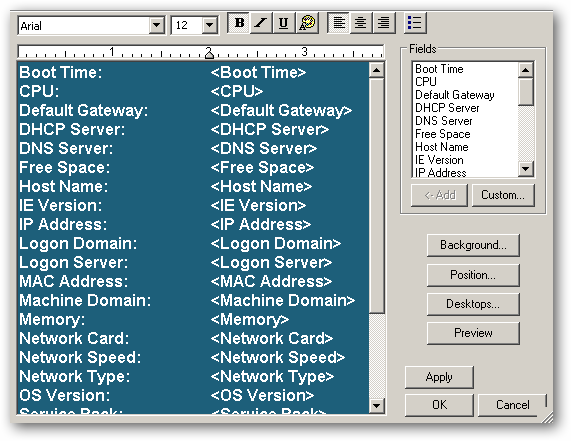 Arial 12 B I U
1 2 3
Boot Time: <Boot Time>
CPU: <CPU>
Default Gateway: <Default Gateway>
DHCP Server: <DHCP Server>
DNS Server: <DNS Server>
Free Space: <Free Space>
Host Name: <Host Name>
IE Version: <IE Version>
IP Address: <IP Address>
Logon Domain: <Logon Domain>
Logon Server: <Logon Server>
MAC Address: <MAC Address>
Machine Domain: <Machine Domain>
Memory: <Memory>
Network Card: <Network Card>
Network Speed: <Network Speed>
Network Type: <Network Type>
OS Version: <OS Version>
Service Pack: <Service Pack>
Fields
Boot Time
CPU
Default Gateway
DHCP Server
DNS Server
Free Space
Host Name
IE Version
IP Address
<- Add Custom...
Background...
Position...
Desktops...
Preview
Apply
OK Cancel